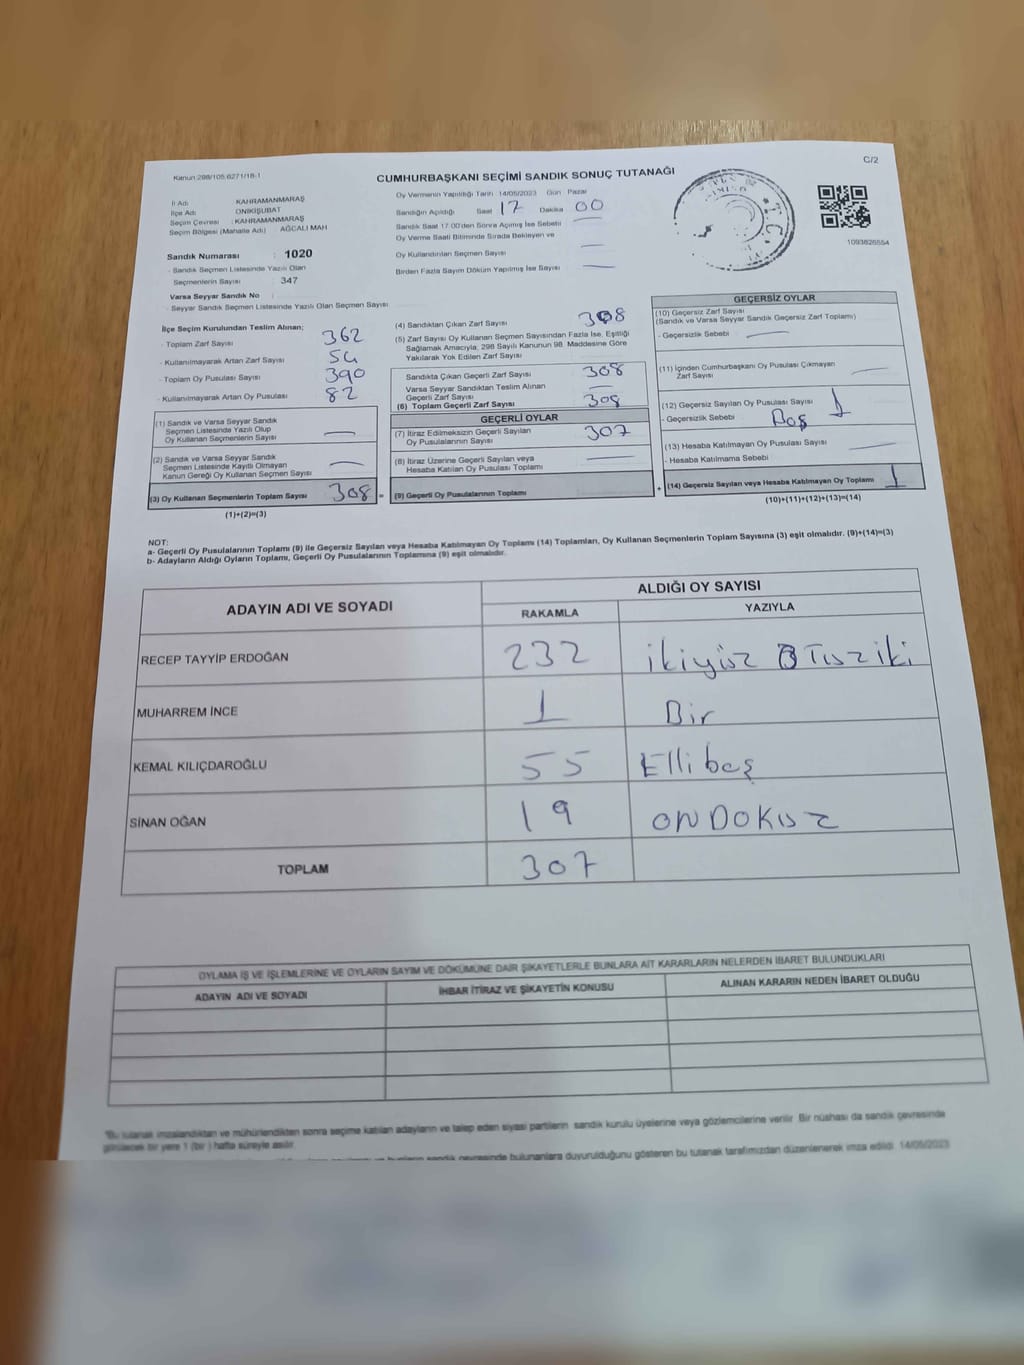 C/2
Kanun:298/105,6271/18-1
CUMHURBAŞKANI SEÇİMİ SANDIK SONUÇ TUTANAĞI
İl Adı KAHRAMANMARAŞ
İlçe Adı ONİKİŞUBAT
Seçim Çevresi : KAHRAMANMARAŞ
Seçim Bölgesi (Mahalle Adı) AĞCALI MAH
Sandık Numarası : 1020
- Sandık Seçmen Listesinde Yazılı Olan
Seçmenlerin Sayısı : 347
Varsa Seyyar Sandık No :
- Seyyar Sandık Seçmen Listesinde Yazılı Olan Seçmen Sayısı
Oy Vermenin Yapıldığı Tarih 14/05/2023 Gün Pazar
Sandığın Açıldığı Saat 17 Dakika 00
Sandık Saat 17:00'den Sonra Açılmış İse Sebebi
Oy Verme Saati Bitiminde Sırada Bekleyen ve
Oy Kullandırılan Seçmen Sayısı
Birden Fazla Sayım Döküm Yapılmış İse Sayısı
1093826554
İlçe Seçim Kurulundan Teslim Alınan;
- Toplam Zarf Sayısı 362
- Kullanılmayarak Artan Zarf Sayısı 54
- Toplam Oy Pusulası Sayısı 390
- Kullanılmayarak Artan Oy Pusulası 82
(1) Sandık ve Varsa Seyyar Sandık
Seçmen Listesinde Yazılı Olup
Oy Kullanan Seçmenlerin Sayısı
(2) Sandık ve Varsa Seyyar Sandık
Seçmen Listesinde Kayıtlı Olmayan
Kanun Gereği Oy Kullanan Seçmen Sayısı
(3) Oy Kullanan Seçmenlerin Toplam Sayısı 308 =
(1)+(2)=(3)
(4) Sandıktan Çıkan Zarf Sayısı 308
(5) Zarf Sayısı Oy Kullanan Seçmen Sayısından Fazla İse, Eşitliği
Sağlamak Amacıyla, 298 Sayılı Kanunun 98. Maddesine Göre
Yakılarak Yok Edilen Zarf Sayısı
Sandıkta Çıkan Geçerli Zarf Sayısı 308
Varsa Seyyar Sandıktan Teslim Alınan
Geçerli Zarf Sayısı
(6) Toplam Geçerli Zarf Sayısı 308
GEÇERLİ OYLAR
(7) İtiraz Edilmeksizin Geçerli Sayılan
Oy Pusulalarının Sayısı 307
(8) İtiraz Üzerine Geçerli Sayılan veya
Hesaba Katılan Oy Pusulası Toplamı
(9) Geçerli Oy Pusulalarının Toplamı +
GEÇERSİZ OYLAR
(10) Geçersiz Zarf Sayısı
(Sandık ve Varsa Seyyar Sandık Geçersiz Zarf Toplamı)
- Geçersizlik Sebebi
(11) İçinden Cumhurbaşkanı Oy Pusulası Çıkmayan
Zarf Sayısı
(12) Geçersiz Sayılan Oy Pusulası Sayısı 1
- Geçersizlik Sebebi Boş
(13) Hesaba Katılmayan Oy Pusulası Sayısı
- Hesaba Katılmama Sebebi
(14) Geçersiz Sayılan veya Hesaba Katılmayan Oy Toplamı 1
(10)+(11)+(12)+(13)=(14)
NOT:
a- Geçerli Oy Pusulalarının Toplamı (9) ile Geçersiz Sayılan veya Hesaba Katılmayan Oy Toplamı (14) Toplamları, Oy Kullanan Seçmenlerin Toplam Sayısına (3) eşit olmalıdır. (9)+(14)=(3)
b- Adayların Aldığı Oyların Toplamı, Geçerli Oy Pusulalarının Toplamına (9) eşit olmalıdır.
ADAYIN ADI VE SOYADI ALDIĞI OY SAYISI
RAKAMLA YAZIYLA
RECEP TAYYİP ERDOĞAN 232 ikiyüz OTuziki
MUHARREM İNCE 1 Bir
KEMAL KILIÇDAROĞLU 55 Elli beş
SİNAN OĞAN 19 ONDOKuz
TOPLAM 307
OYLAMA İŞ VE İŞLEMLERİNE VE OYLARIN SAYIM VE DÖKÜMÜNE DAİR ŞİKAYETLERLE BUNLARA AİT KARARLARIN NELERDEN İBARET BULUNDUKLARI
ADAYIN ADI VE SOYADI İHBAR İTİRAZ VE ŞİKAYETİN KONUSU ALINAN KARARIN NEDEN İBARET OLDUĞU
*Bu tutanak imzalandıktan ve mühürlendikten sonra seçime katılan adayların ve talep eden siyasi partilerin sandık kurulu üyelerine veya gözlemcilerine verilir. Bir nüshası da sandık çevresinde
görülecek bir yere 1 (bir) hafta süreyle asılır.
sandık çevresinde bulunanlara duyurulduğunu gösteren bu tutanak tarafımızdan düzenlenerek imza edildi. 14/05/2023